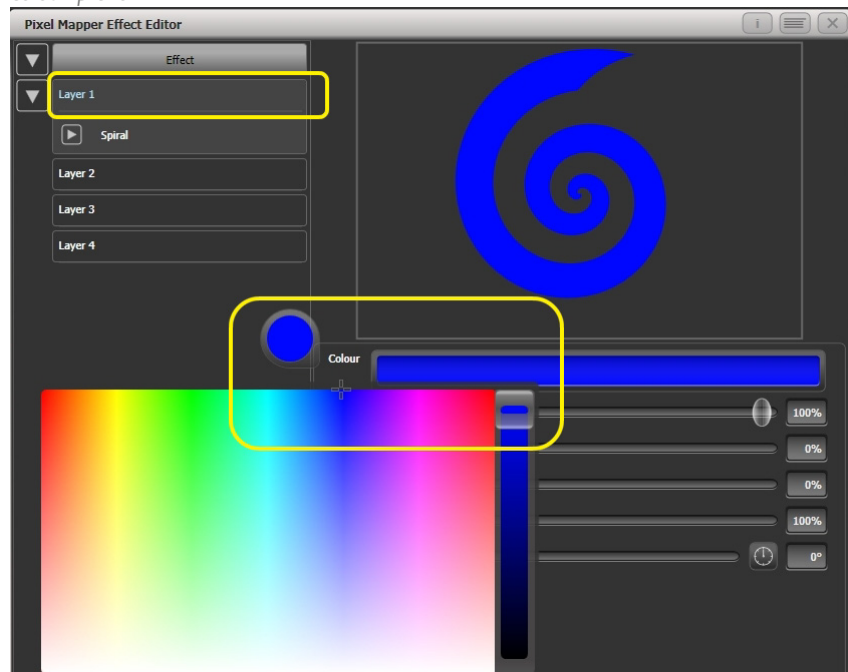 Pixel Mapper Effect Editor
i
Effect
Layer 1
Spiral
Layer 2
Layer 3
Layer 4
Colour
100%
0%
0%
100%
0°